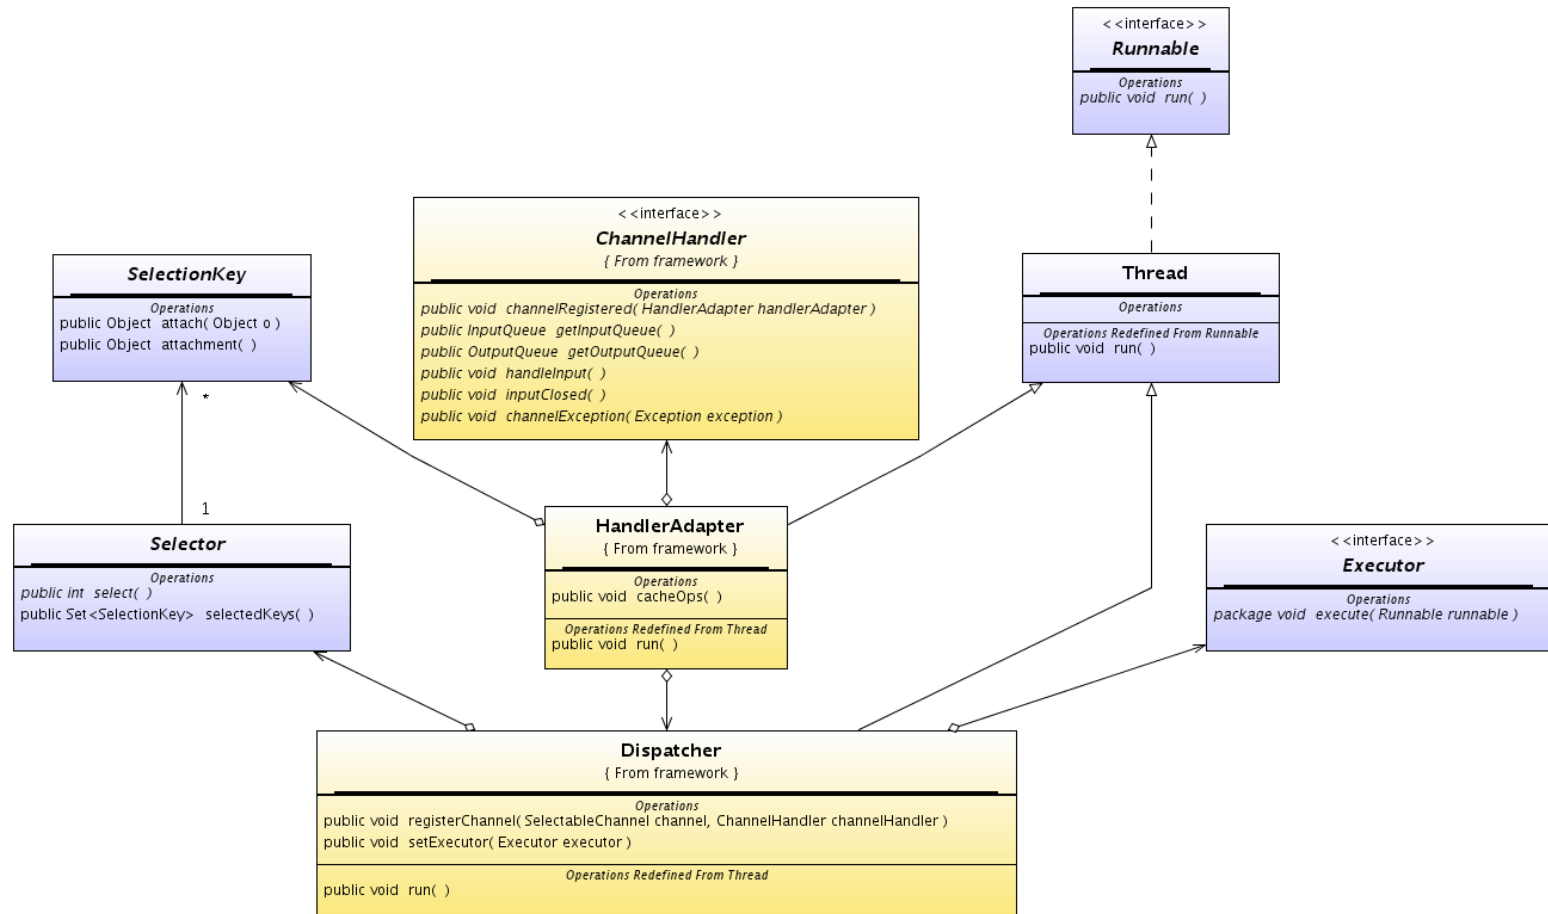 <<interface>>
Runnable
Operations
public void run( )
<<interface>>
ChannelHandler
{ From framework }
Operations
public void channelRegistered( HandlerAdapter handlerAdapter )
public InputQueue getInputQueue( )
public OutputQueue getOutputQueue( )
public void handleInput( )
public void inputClosed( )
public void channelException( Exception exception )
SelectionKey
Operations
public Object attach( Object o )
public Object attachment( )
Thread
Operations
Operations Redefined From Runnable
public void run( )
*
1
Selector
Operations
public int select( )
public Set<SelectionKey> selectedKeys( )
HandlerAdapter
{ From framework }
Operations
public void cacheOps( )
Operations Redefined From Thread
public void run( )
<<interface>>
Executor
Operations
package void execute( Runnable runnable )
Dispatcher
{ From framework }
Operations
public void registerChannel( SelectableChannel channel, ChannelHandler channelHandler )
public void setExecutor( Executor executor )
Operations Redefined From Thread
public void run( )